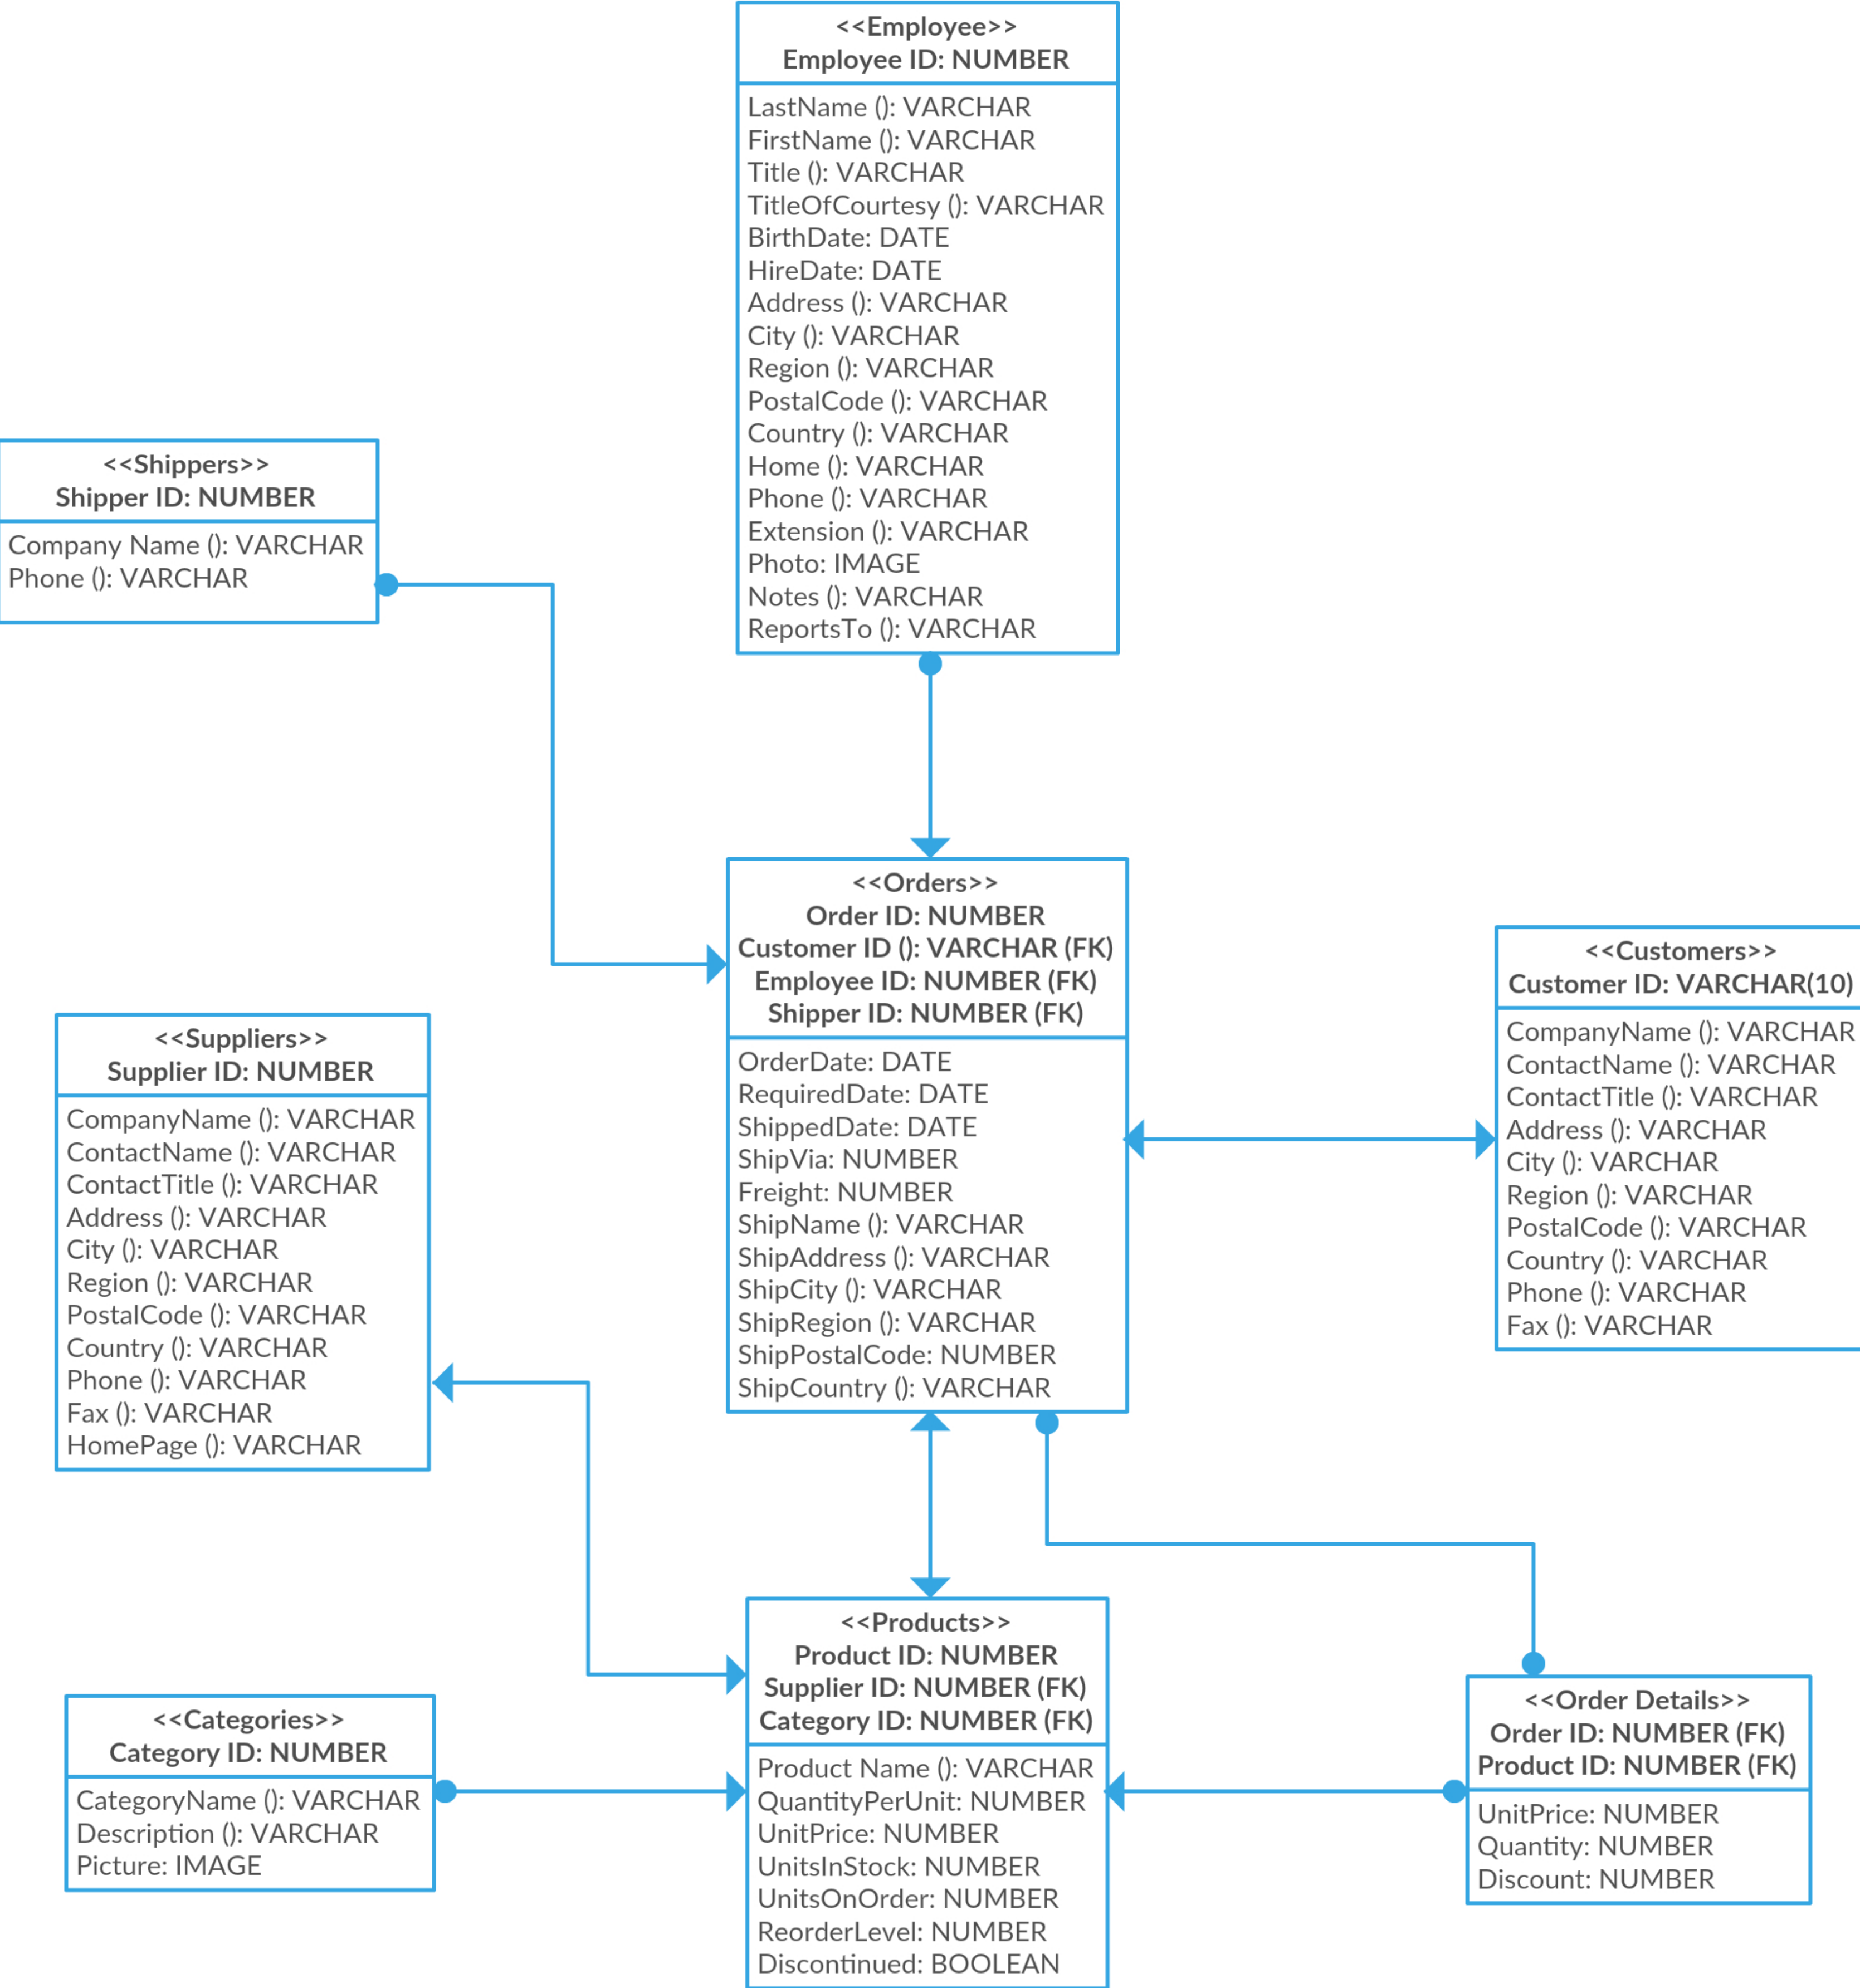 <<Employee>>
Employee ID: NUMBER
LastName (): VARCHAR
FirstName (): VARCHAR
Title (): VARCHAR
TitleOfCourtesy (): VARCHAR
BirthDate: DATE
HireDate: DATE
Address (): VARCHAR
City (): VARCHAR
Region (): VARCHAR
PostalCode (): VARCHAR
Country (): VARCHAR
Home (): VARCHAR
Phone (): VARCHAR
Extension (): VARCHAR
Photo: IMAGE
Notes (): VARCHAR
ReportsTo (): VARCHAR
<<Shippers>>
Shipper ID: NUMBER
Company Name (): VARCHAR
Phone (): VARCHAR
<<Orders>>
Order ID: NUMBER
Customer ID (): VARCHAR (FK)
Employee ID: NUMBER (FK)
Shipper ID: NUMBER (FK)
OrderDate: DATE
RequiredDate: DATE
ShippedDate: DATE
ShipVia: NUMBER
Freight: NUMBER
ShipName (): VARCHAR
ShipAddress (): VARCHAR
ShipCity (): VARCHAR
ShipRegion (): VARCHAR
ShipPostalCode: NUMBER
ShipCountry (): VARCHAR
<<Customers>>
Customer ID: VARCHAR(10)
CompanyName (): VARCHAR
ContactName (): VARCHAR
ContactTitle (): VARCHAR
Address (): VARCHAR
City (): VARCHAR
Region (): VARCHAR
PostalCode (): VARCHAR
Country (): VARCHAR
Phone (): VARCHAR
Fax (): VARCHAR
<<Suppliers>>
Supplier ID: NUMBER
CompanyName (): VARCHAR
ContactName (): VARCHAR
ContactTitle (): VARCHAR
Address (): VARCHAR
City (): VARCHAR
Region (): VARCHAR
PostalCode (): VARCHAR
Country (): VARCHAR
Phone (): VARCHAR
Fax (): VARCHAR
HomePage (): VARCHAR
<<Products>>
Product ID: NUMBER
Supplier ID: NUMBER (FK)
Category ID: NUMBER (FK)
Product Name (): VARCHAR
QuantityPerUnit: NUMBER
UnitPrice: NUMBER
UnitsInStock: NUMBER
UnitsOnOrder: NUMBER
ReorderLevel: NUMBER
Discontinued: BOOLEAN
<<Categories>>
Category ID: NUMBER
CategoryName (): VARCHAR
Description (): VARCHAR
Picture: IMAGE
<<Order Details>>
Order ID: NUMBER (FK)
Product ID: NUMBER (FK)
UnitPrice: NUMBER
Quantity: NUMBER
Discount: NUMBER